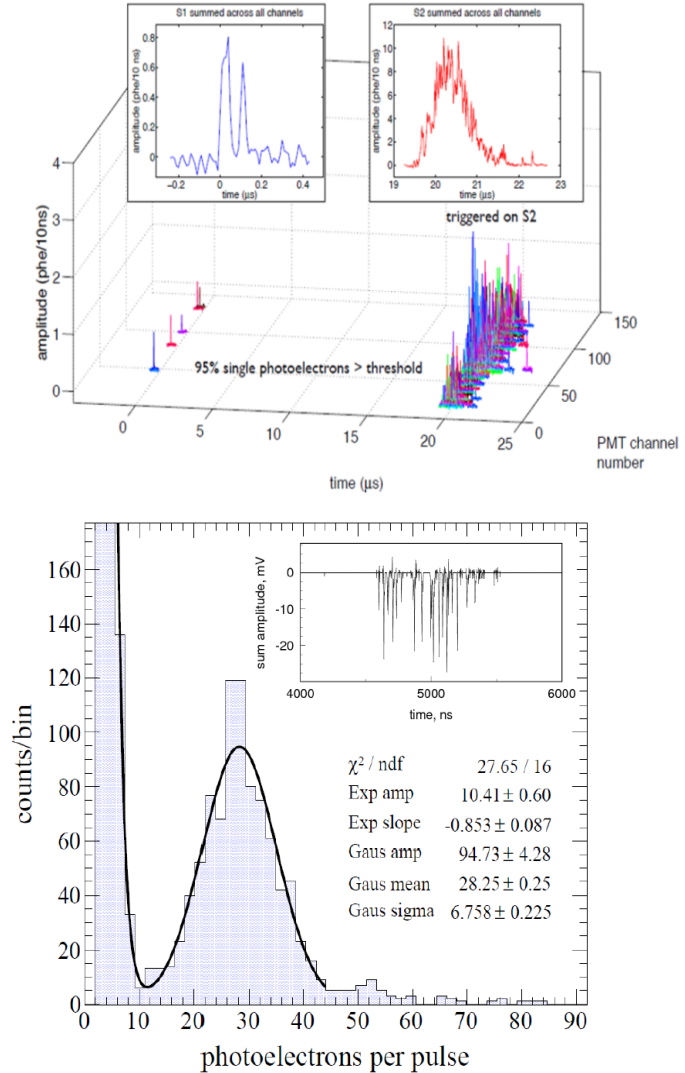 S1 summed across all channels
S2 summed across all channels
amplitude (phe/10 ns)
0.8
0.6
0.4
0.2
0
−0.2
0
0.2
0.4
time (µs)
amplitude (phe/10 ns)
12
10
8
6
4
2
0
19
20
21
22
23
time (µs)
triggered on S2
amplitude (phe/10ns)
4
3
2
1
0
95% single photoelectrons > threshold
0
5
10
15
20
25
time (µs)
0
50
100
150
PMT channel
number
counts/bin
160
140
120
100
80
60
40
20
0
0 10 20 30 40 50 60 70 80 90
photoelectrons per pulse
sum amplitude, mV
0
-10
-20
4000 5000 6000
time, ns
χ² / ndf 27.65 / 16
Exp amp 10.41 ± 0.60
Exp slope -0.853 ± 0.087
Gaus amp 94.73 ± 4.28
Gaus mean 28.25 ± 0.25
Gaus sigma 6.758 ± 0.225